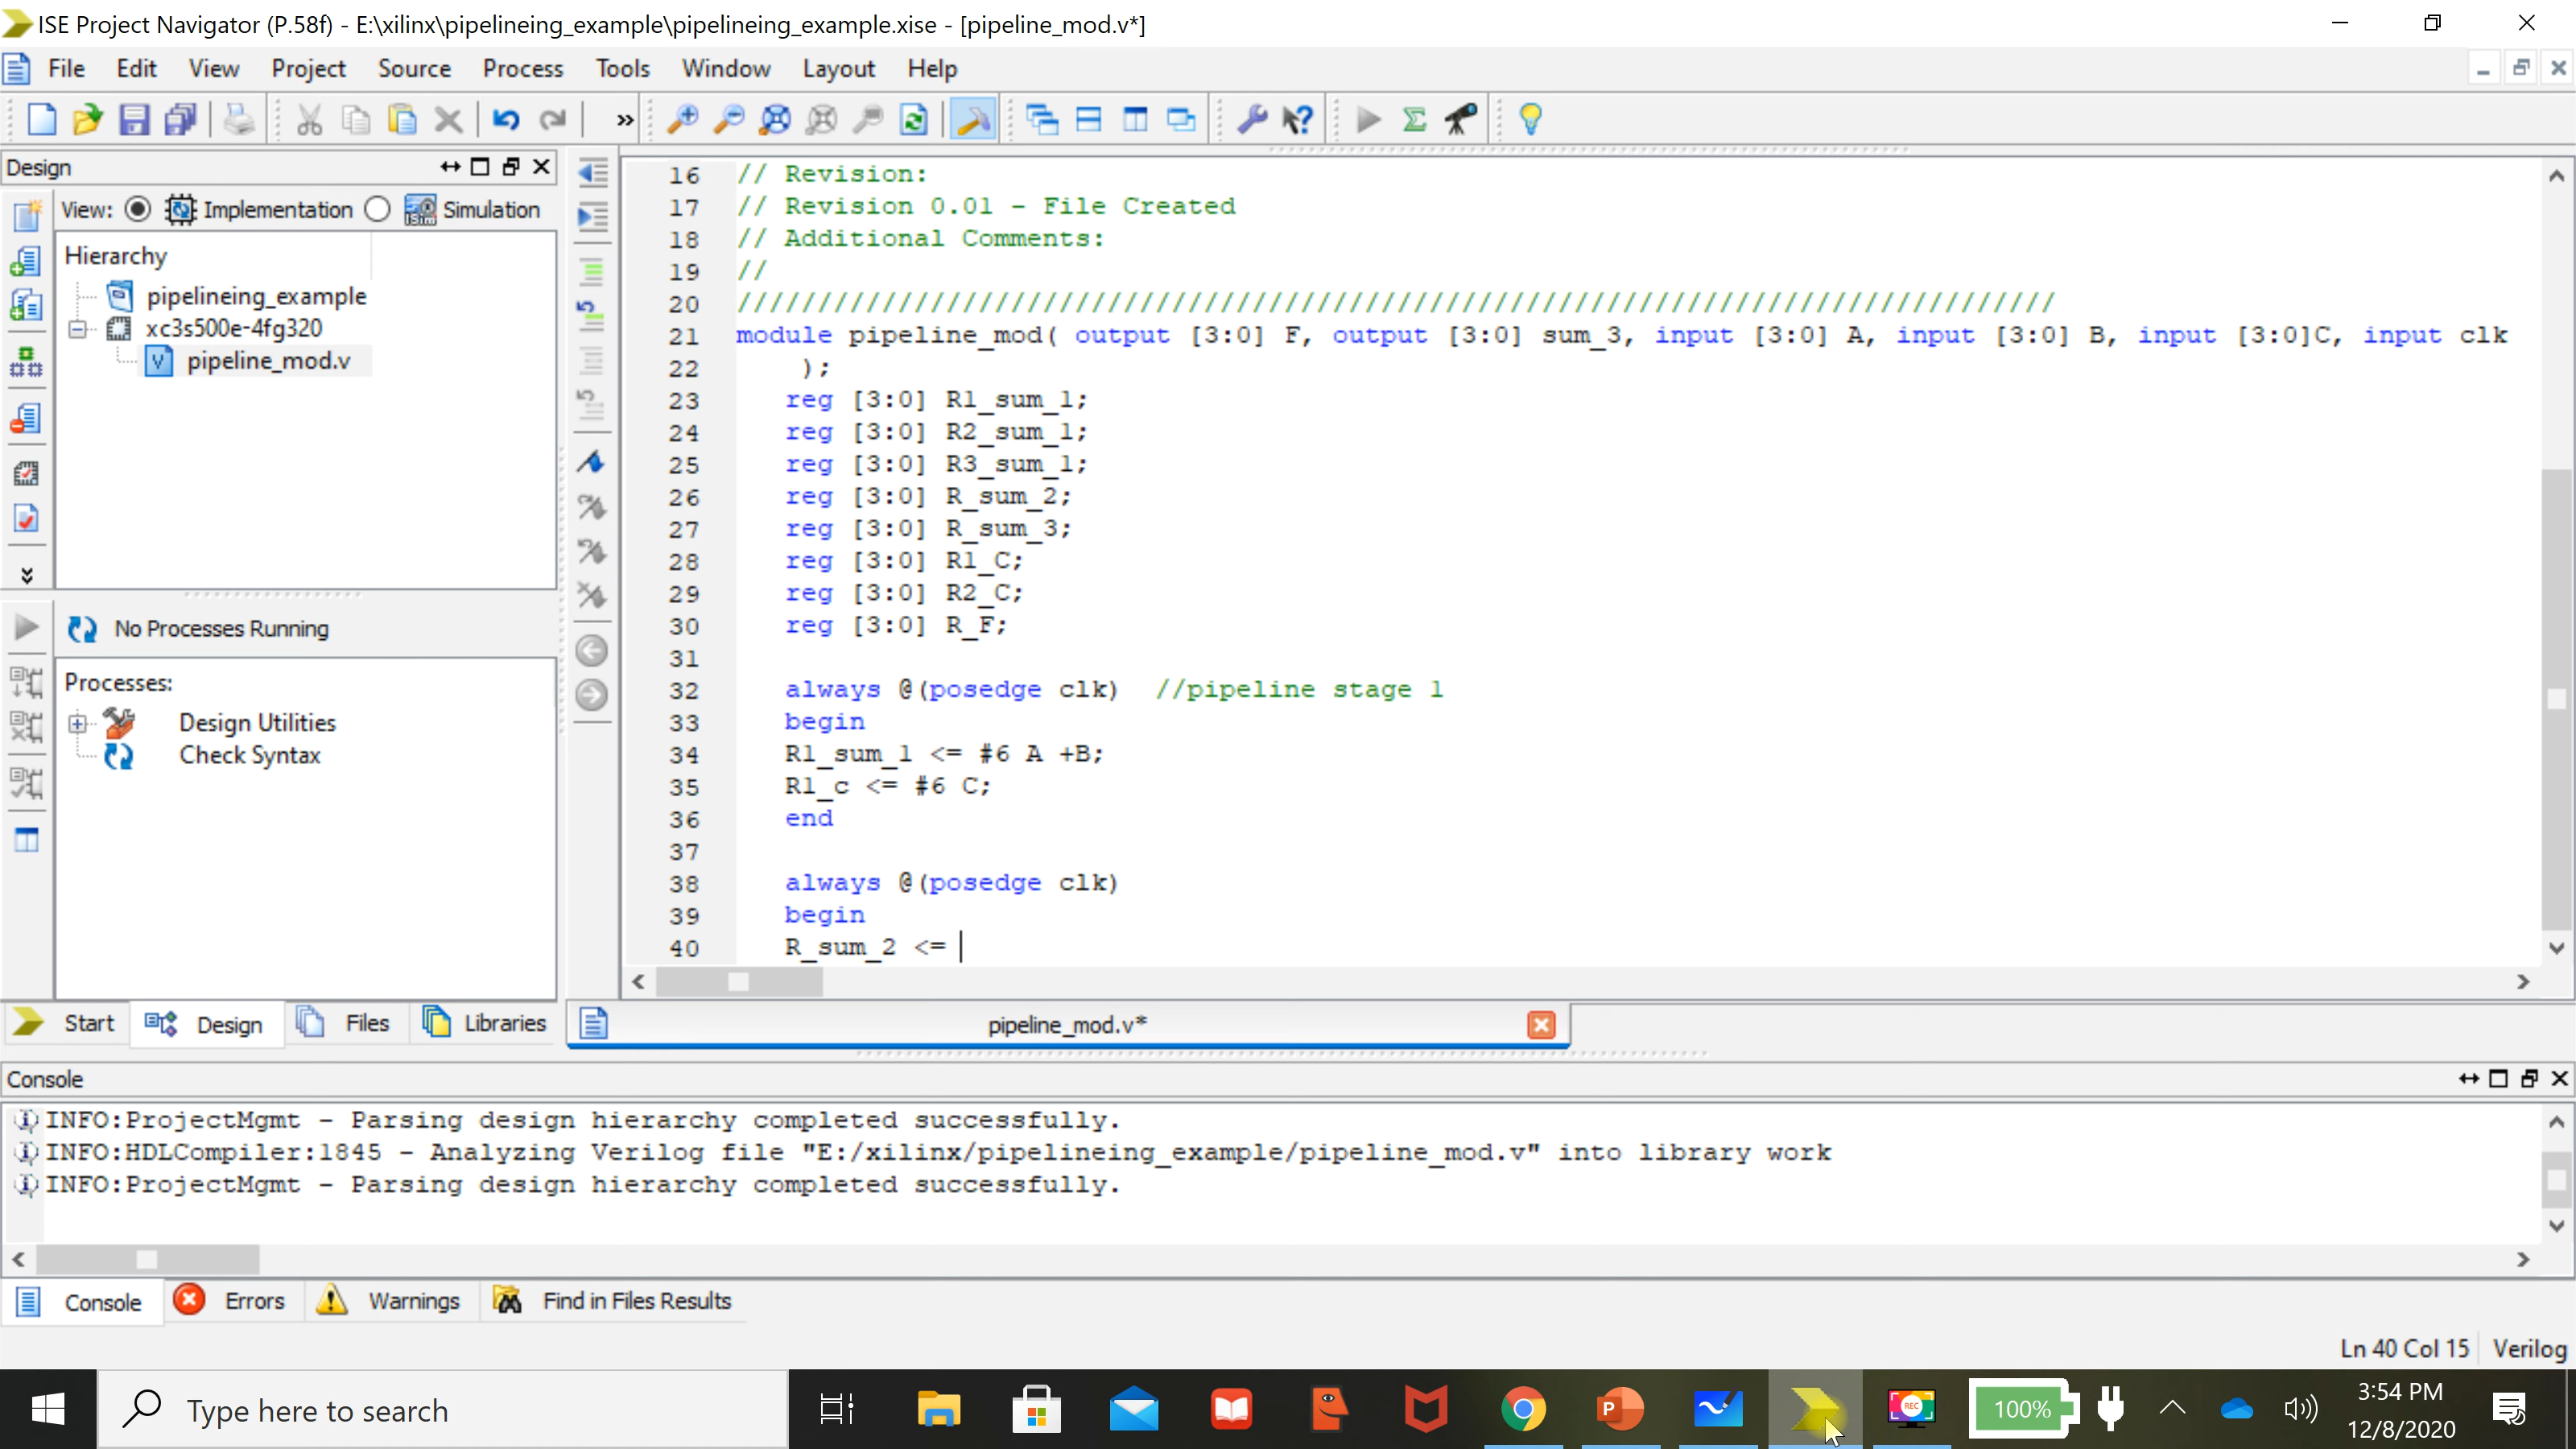 ISE Project Navigator (P.58f) - E:\xilinx\pipelineing_example\pipelineing_example.xise - [pipeline_mod.v*]
File Edit View Project Source Process Tools Window Layout Help
Design
View: Implementation Simulation
Hierarchy
pipelineing_example
xc3s500e-4fg320
pipeline_mod.v
No Processes Running
Processes:
Design Utilities
Check Syntax
Start Design Files Libraries
16 // Revision:
17 // Revision 0.01 - File Created
18 // Additional Comments:
19 //
20 //////////////////////////////////////////////////////////////////////////////////
21 module pipeline_mod( output [3:0] F, output [3:0] sum_3, input [3:0] A, input [3:0] B, input [3:0]C, input clk
22 );
23 reg [3:0] R1_sum_1;
24 reg [3:0] R2_sum_1;
25 reg [3:0] R3_sum_1;
26 reg [3:0] R_sum_2;
27 reg [3:0] R_sum_3;
28 reg [3:0] R1_C;
29 reg [3:0] R2_C;
30 reg [3:0] R_F;
31
32 always @(posedge clk) //pipeline stage 1
33 begin
34 R1_sum_1 <= #6 A +B;
35 R1_c <= #6 C;
36 end
37
38 always @(posedge clk)
39 begin
40 R_sum_2 <=
pipeline_mod.v*
Console
INFO:ProjectMgmt - Parsing design hierarchy completed successfully.
INFO:HDLCompiler:1845 - Analyzing Verilog file "E:/xilinx/pipelineing_example/pipeline_mod.v" into library work
INFO:ProjectMgmt - Parsing design hierarchy completed successfully.
Console Errors Warnings Find in Files Results
Ln 40 Col 15 Verilog
Type here to search
P
REC
100%
3:54 PM
12/8/2020